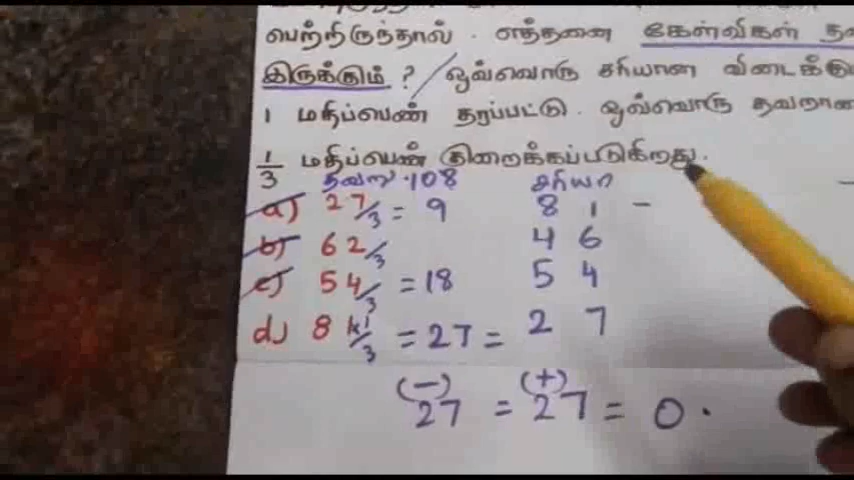 பெற்றிருந்தால் . எத்தனை கேள்விகள்
இருக்கும் ? / ஒவ்வொரு சரியான
1 மதிப்பெண் தரப்பட்டு . ஒவ்வொரு
1/3 மதிப்பெண் குறைக்கப்படுகிறது.
தவறு . 108 சரியா
a) 27/3 = 9 81 -
b) 62/3 46
c) 54/3 = 18 54
d) 81/3 = 27 = 27
(-) (+)
27 = 27 = 0 .